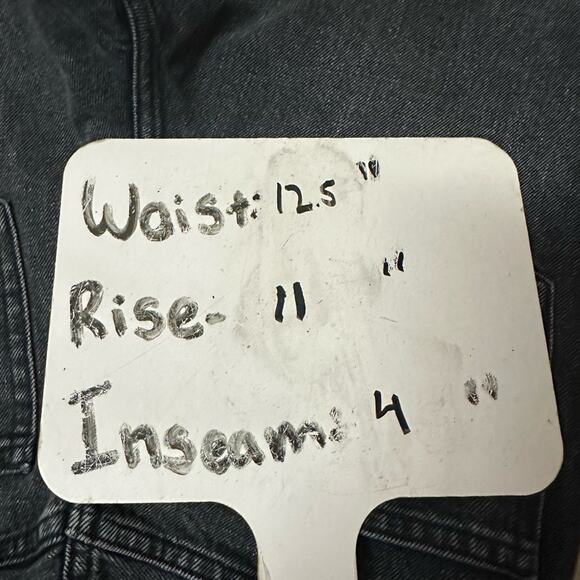 Waist: 12.5"
Rise- 11"
Inseam: 4"